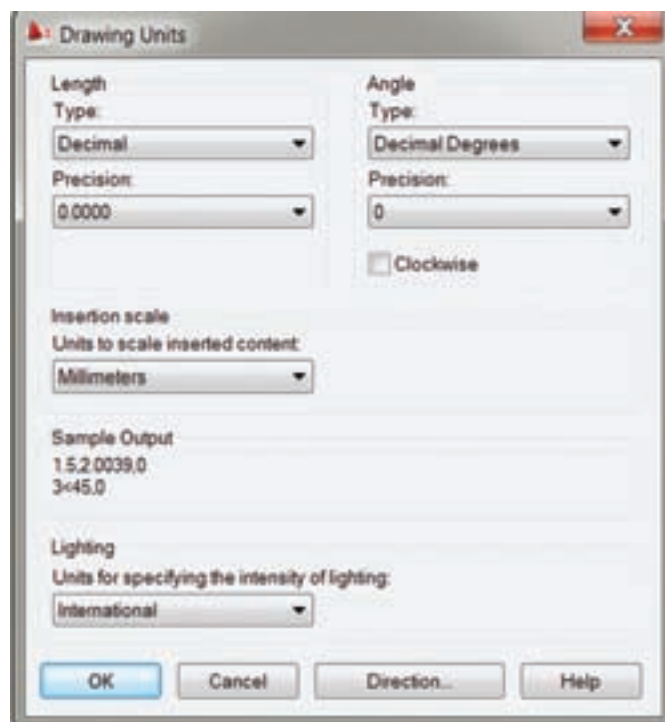 Drawing Units
Length
Type:
Decimal
Precision:
0.0000
Angle
Type:
Decimal Degrees
Precision:
0
Clockwise
Insertion scale
Units to scale inserted content:
Millimeters
Sample Output
1.5,2.0039,0
3<45,0
Lighting
Units for specifying the intensity of lighting:
International
OK Cancel Direction... Help